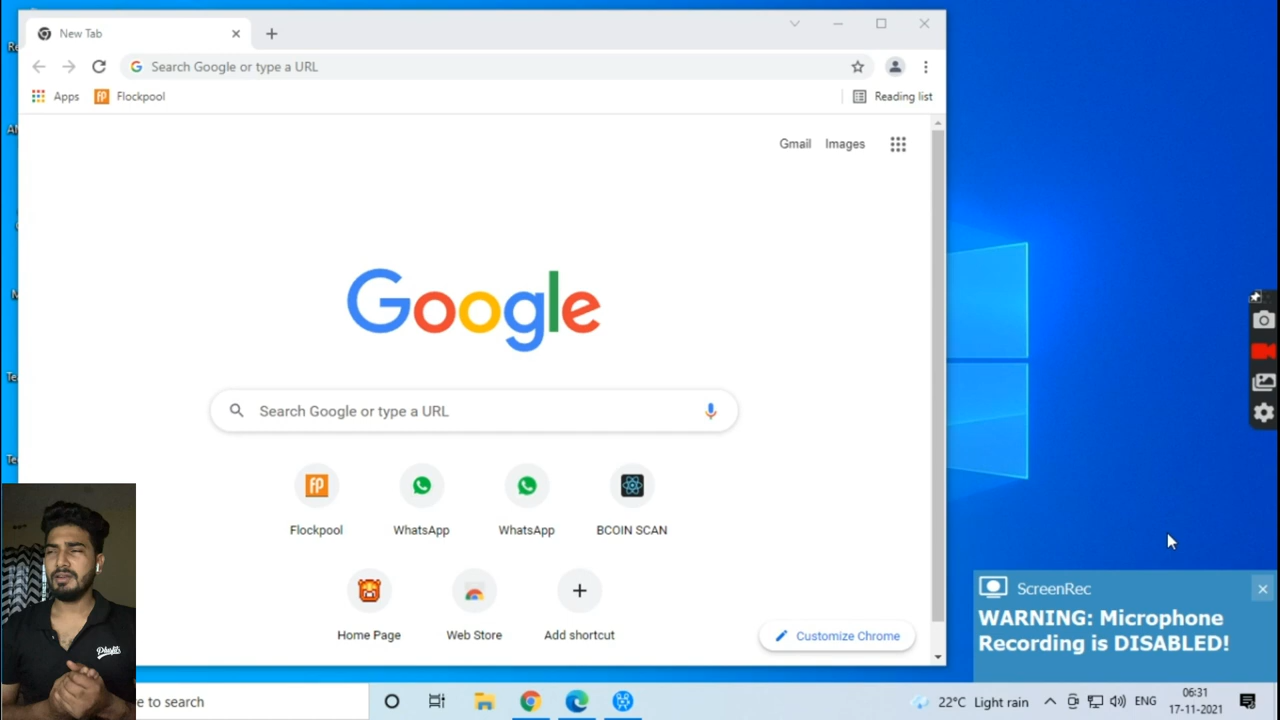 New Tab
Search Google or type a URL
Apps
Flockpool
Reading list
Gmail
Images
Google
Search Google or type a URL
fp
Flockpool
WhatsApp
WhatsApp
BCOIN SCAN
Home Page
Web Store
Add shortcut
Customize Chrome
ScreenRec
WARNING: Microphone
Recording is DISABLED!
e to search
22°C Light rain
ENG
06:31
17-11-2021